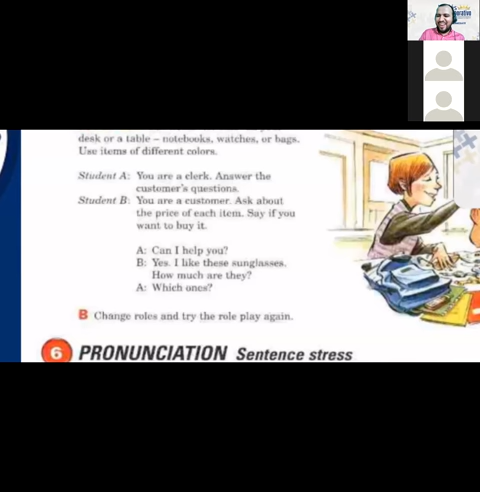 desk or a table – notebooks, watches, or bags.
Use items of different colors.
Student A: You are a clerk. Answer the
customer's questions.
Student B: You are a customer. Ask about
the price of each item. Say if you
want to buy it.
A: Can I help you?
B: Yes. I like these sunglasses.
How much are they?
A: Which ones?
B Change roles and try the role play again.
6 PRONUNCIATION Sentence stress